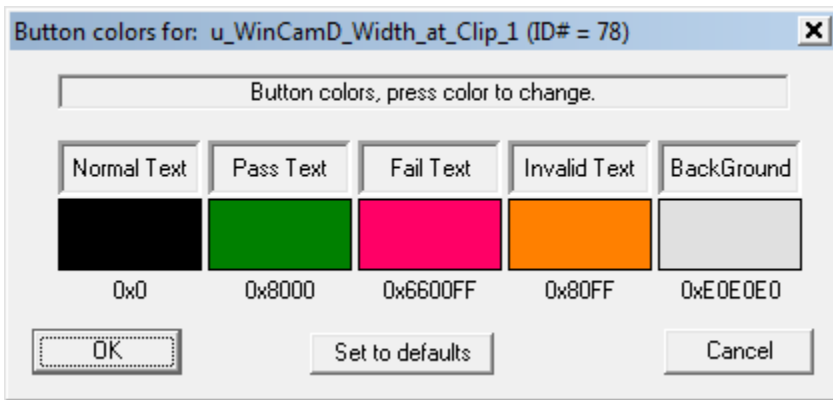 Button colors for: u_WinCamD_Width_at_Clip_1 (ID# = 78)
Button colors, press color to change.
Normal Text Pass Text Fail Text Invalid Text BackGround
0x0 0x8000 0x6600FF 0x80FF 0xE0E0E0
OK Set to defaults Cancel